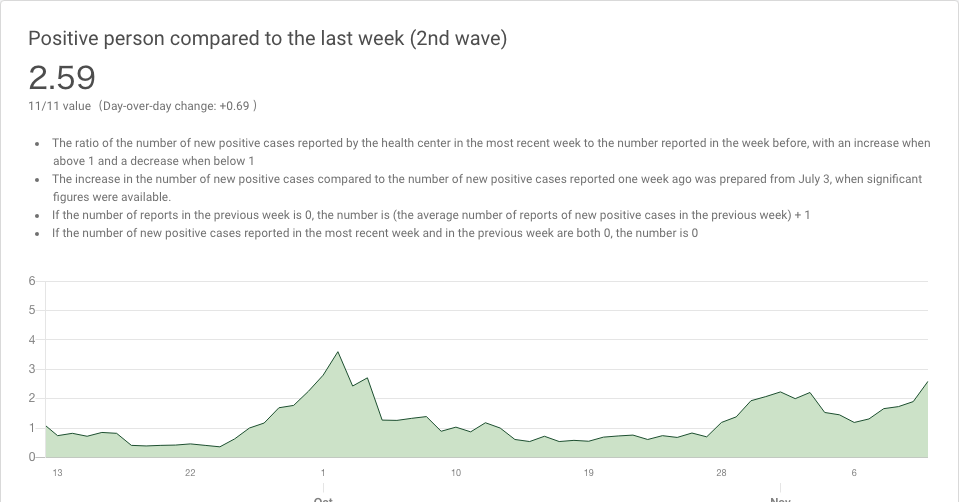 Positive person compared to the last week (2nd wave)
2.59
11/11 value （Day-over-day change: +0.69 ）
• The ratio of the number of new positive cases reported by the health center in the most recent week to the number reported in the week before, with an increase when
above 1 and a decrease when below 1
• The increase in the number of new positive cases compared to the number of new positive cases reported one week ago was prepared from July 3, when significant
figures were available.
• If the number of reports in the previous week is 0, the number is (the average number of reports of new positive cases in the previous week) + 1
• If the number of new positive cases reported in the most recent week and in the previous week are both 0, the number is 0
6
5
4
3
2
1
0
13 22 1 10 19 28 6
Oct Nov